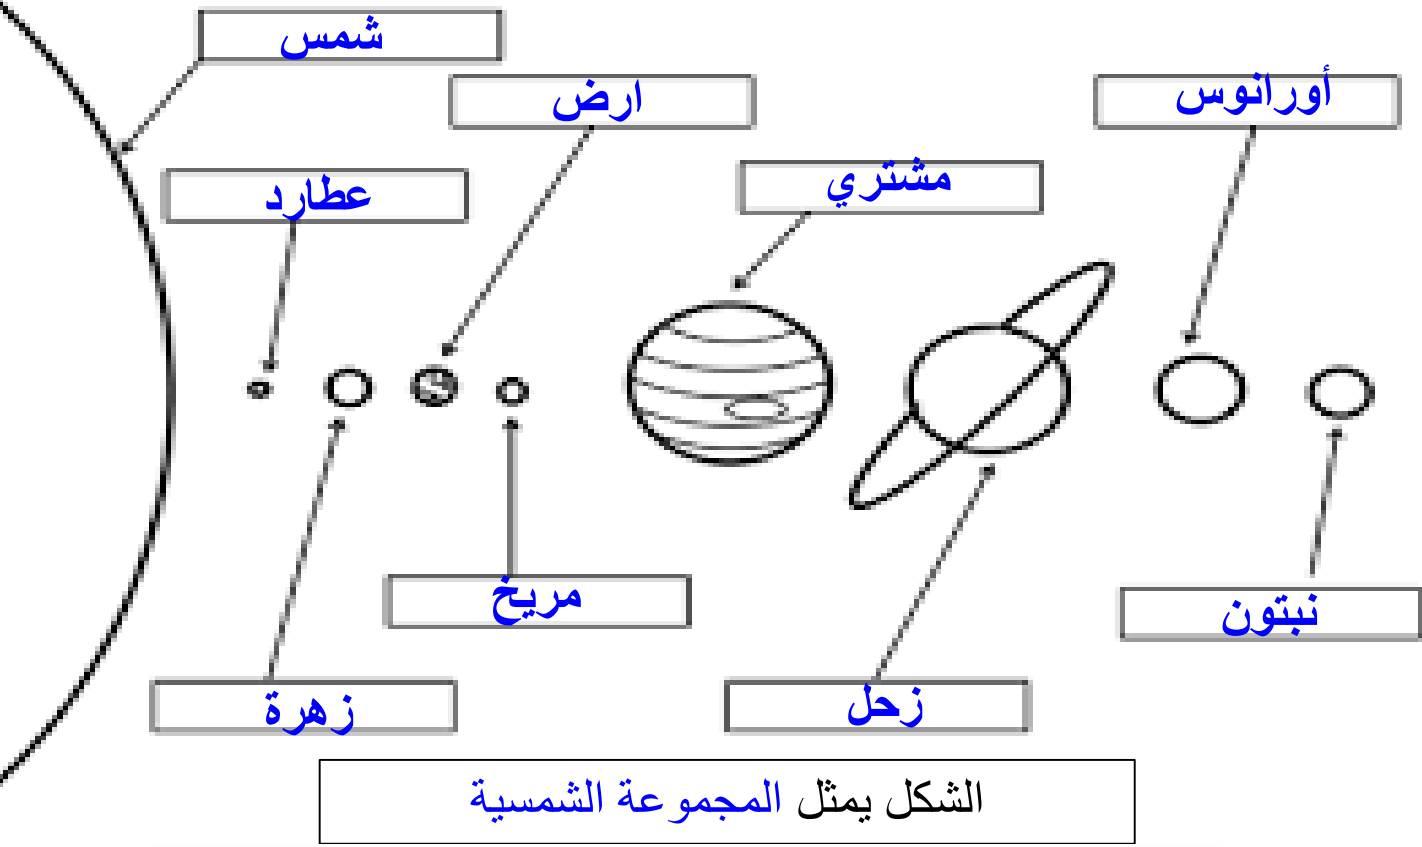 شمس
ارض
أورانوس
مشتري
عطارد
مريخ
نبتون
زهرة
زحل
الشكل يمثل المجموعة الشمسية